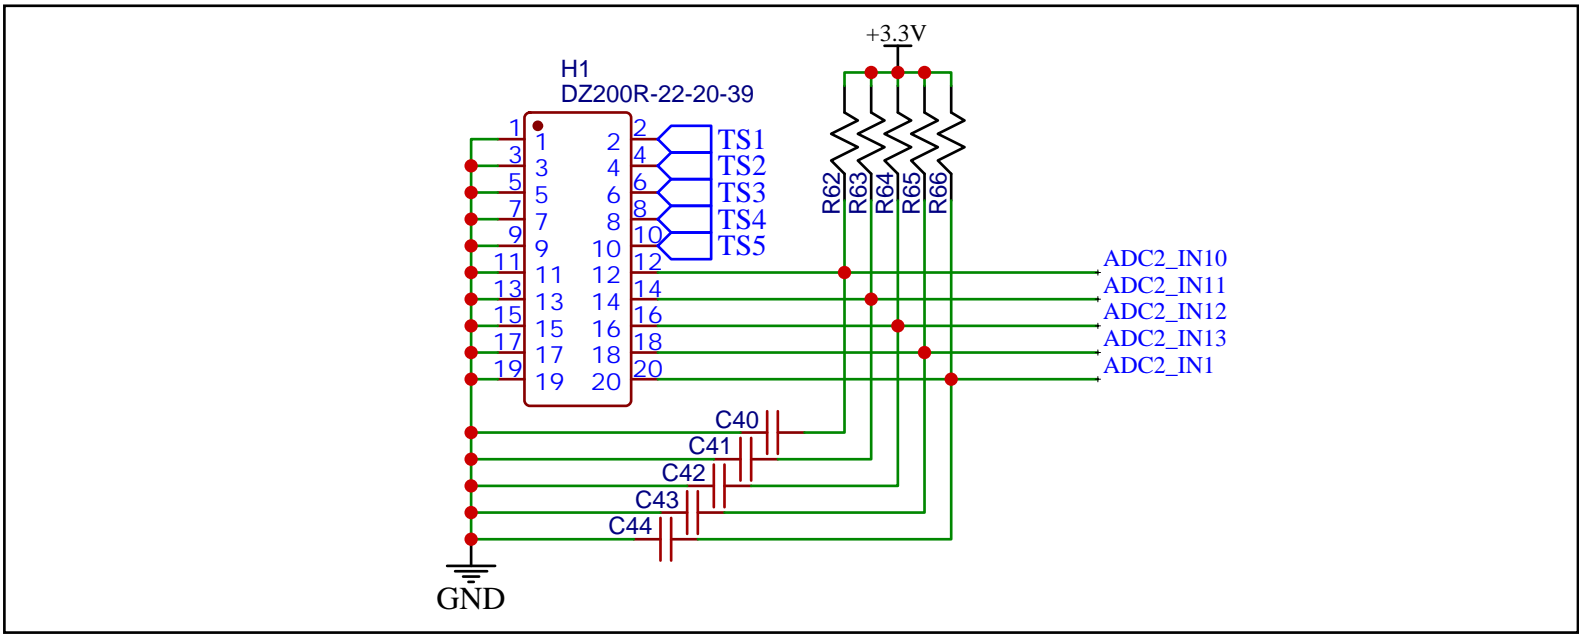 +3.3V
H1
DZ200R-22-20-39
1 1 2 2 TS1
3 3 4 4 TS2
5 5 6 6 TS3
7 7 8 8 TS4
9 9 10 10 TS5
11 11 12 12 ADC2_IN10
13 13 14 14 ADC2_IN11
15 15 16 16 ADC2_IN12
17 17 18 18 ADC2_IN13
19 19 20 20 ADC2_IN1
R62
R63
R64
R65
R66
C40
C41
C42
C43
C44
GND